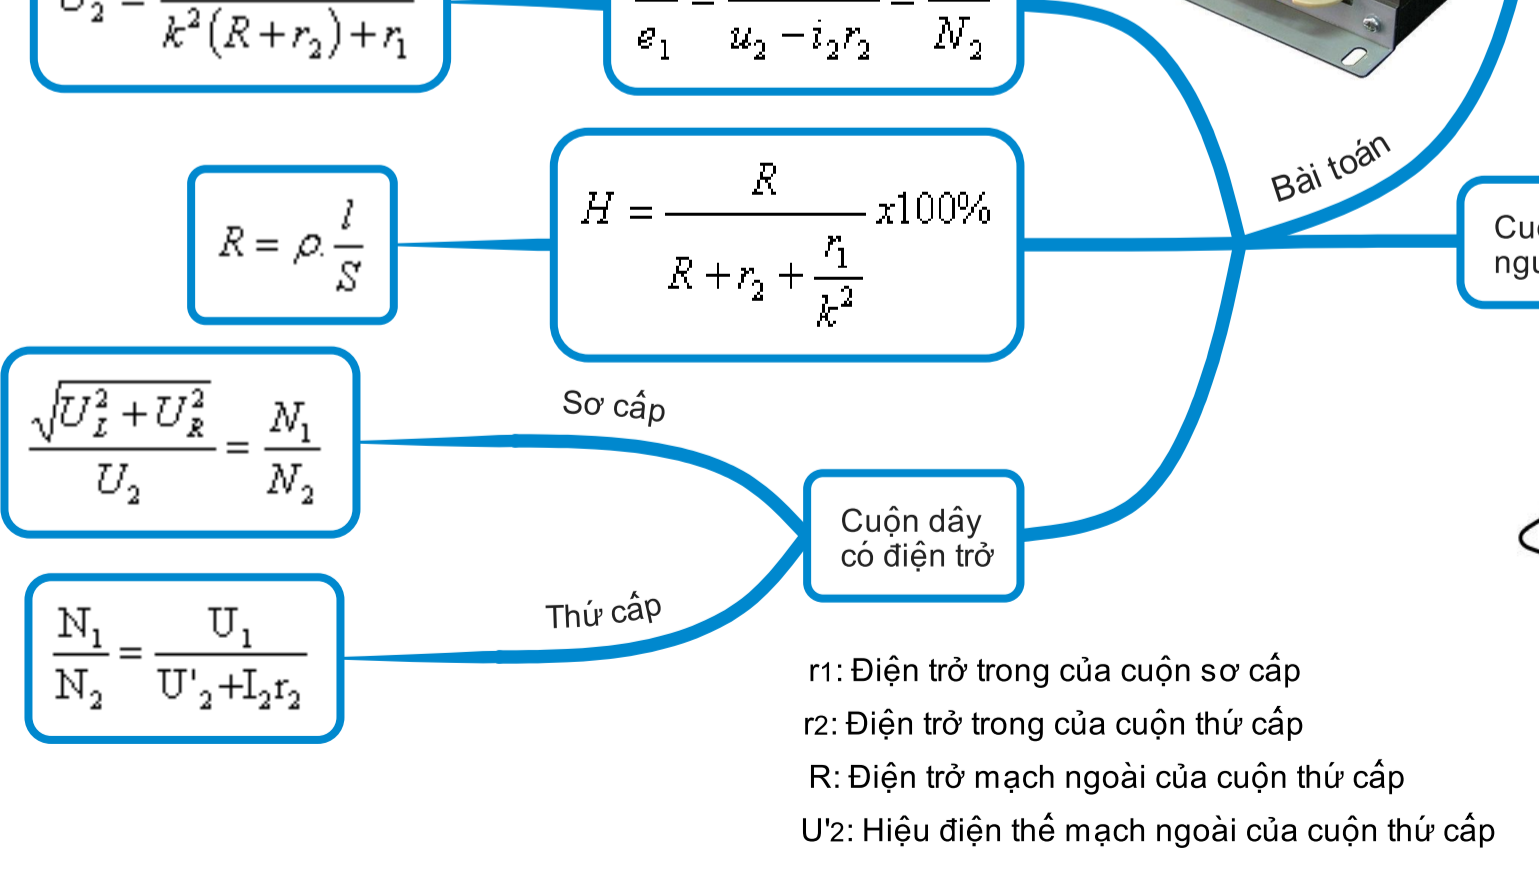 U₂ =
k²(R+r₂)+r₁
e₁ = u₂ − i₂r₂ = N₂
Bài toán
H = R / (R + r₂ + r₁/k²) x100%
R = ρ. l/S
Sơ cấp
√(U²_L + U²_R) / U₂ = N₁/N₂
Cuộn dây
có điện trở
Thứ cấp
N₁/N₂ = U₁/(U'₂+I₂r₂)
r1: Điện trở trong của cuộn sơ cấp
r2: Điện trở trong của cuộn thứ cấp
R: Điện trở mạch ngoài của cuộn thứ cấp
U'2: Hiệu điện thế mạch ngoài của cuộn thứ cấp